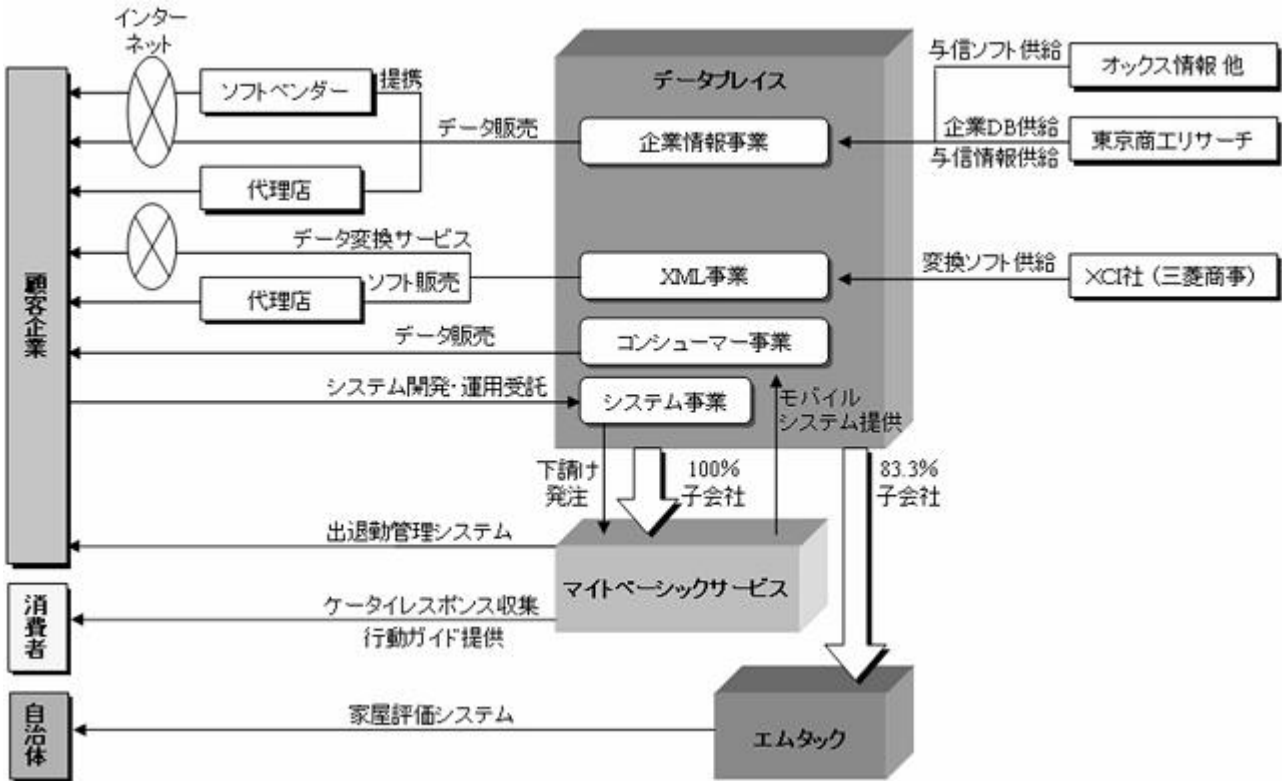 インター
ネット
ソフトベンダー
提携
データ販売
代理店
データプレイス
企業情報事業
与信ソフト供給
オックス情報 他
企業DB供給
与信情報供給
東京商工リサーチ
顧客企業
データ変換サービス
ソフト販売
代理店
XML事業
変換ソフト供給
XCI社（三菱商事）
データ販売
コンシューマー事業
システム開発・運用受託
システム事業
モバイル
システム提供
下請け
発注
100%
子会社
83.3%
子会社
出退勤管理システム
マイトベーシックサービス
消費者
ケータイレスポンス収集
行動ガイド提供
自治体
家屋評価システム
エムタック